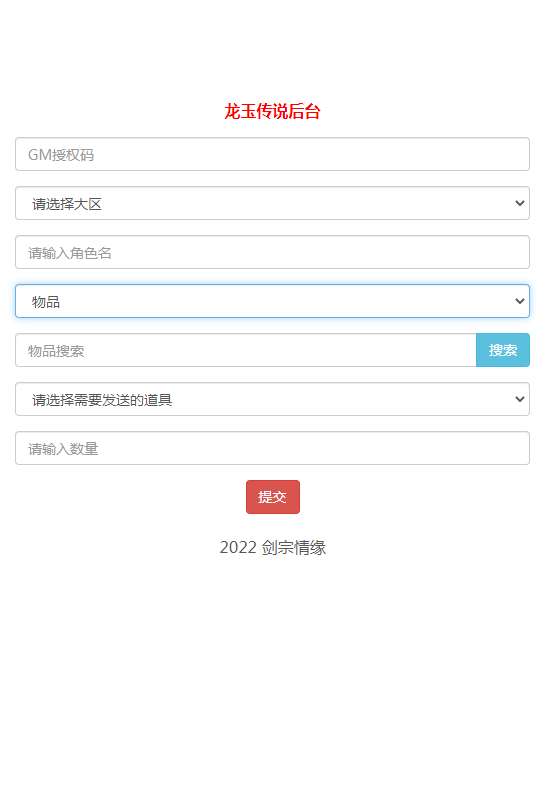 龙玉传说后台
GM授权码
请选择大区
请输入角色名
物品
物品搜索
搜索
请选择需要发送的道具
请输入数量
提交
2022 剑宗情缘